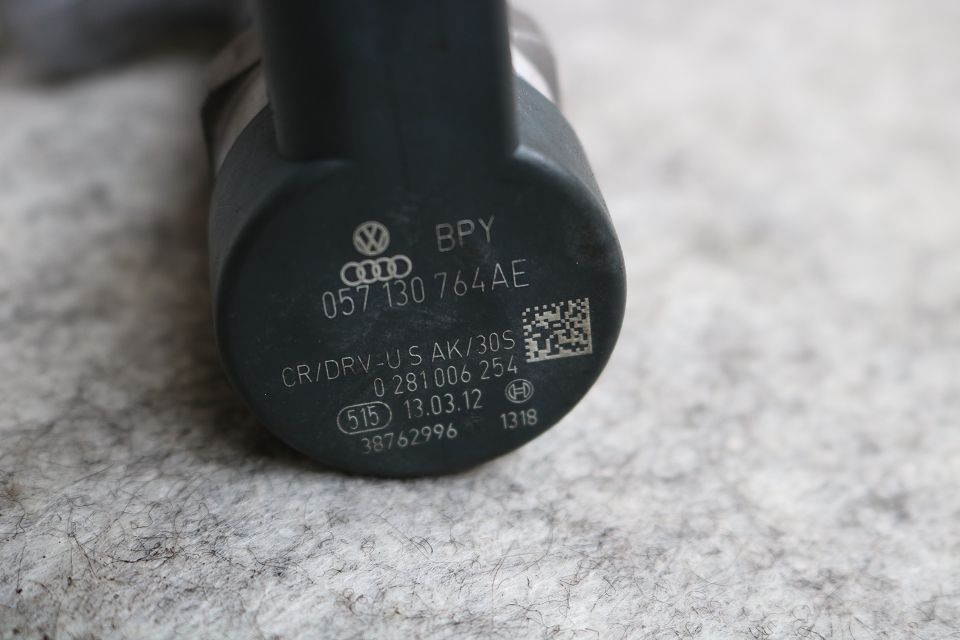 BPY
057 130 764AE
CR/DRV-U S AK/30S
0 281 006 254
515 13.03.12
38762996 1318